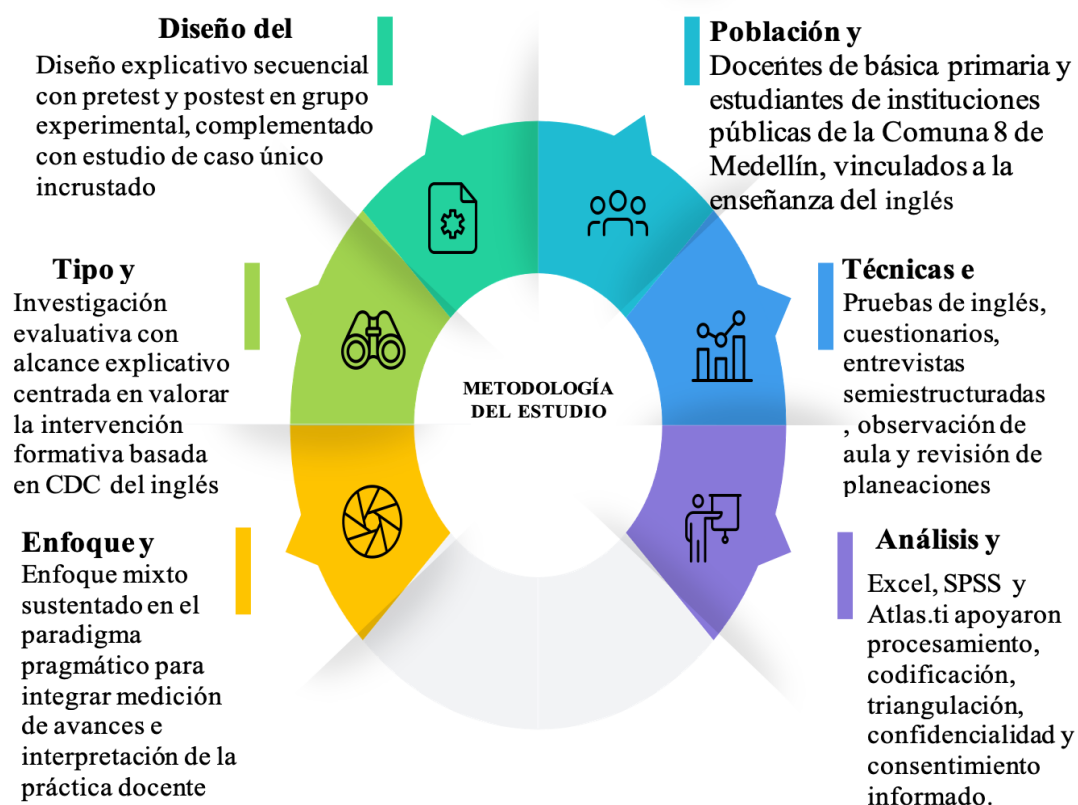 Diseño del
Diseño explicativo secuencial
con pretest y postest en grupo
experimental, complementado
con estudio de caso único
incrustado
Población y
Docentes de básica primaria y
estudiantes de instituciones
públicas de la Comuna 8 de
Medellín, vinculados a la
enseñanza del inglés
Tipo y
Investigación
evaluativa con
alcance explicativo
centrada en valorar
la intervención
formativa basada
en CDC del inglés
METODOLOGÍA
DEL ESTUDIO
Técnicas e
Pruebas de inglés,
cuestionarios,
entrevistas
semiestructuradas
, observación de
aula y revisión de
planeaciones
Enfoque y
Enfoque mixto
sustentado en el
paradigma
pragmático para
integrar medición
de avances e
interpretación de la
práctica docente
Análisis y
Excel, SPSS y
Atlas.ti apoyaron
procesamiento,
codificación,
triangulación,
confidencialidad y
consentimiento
informado.